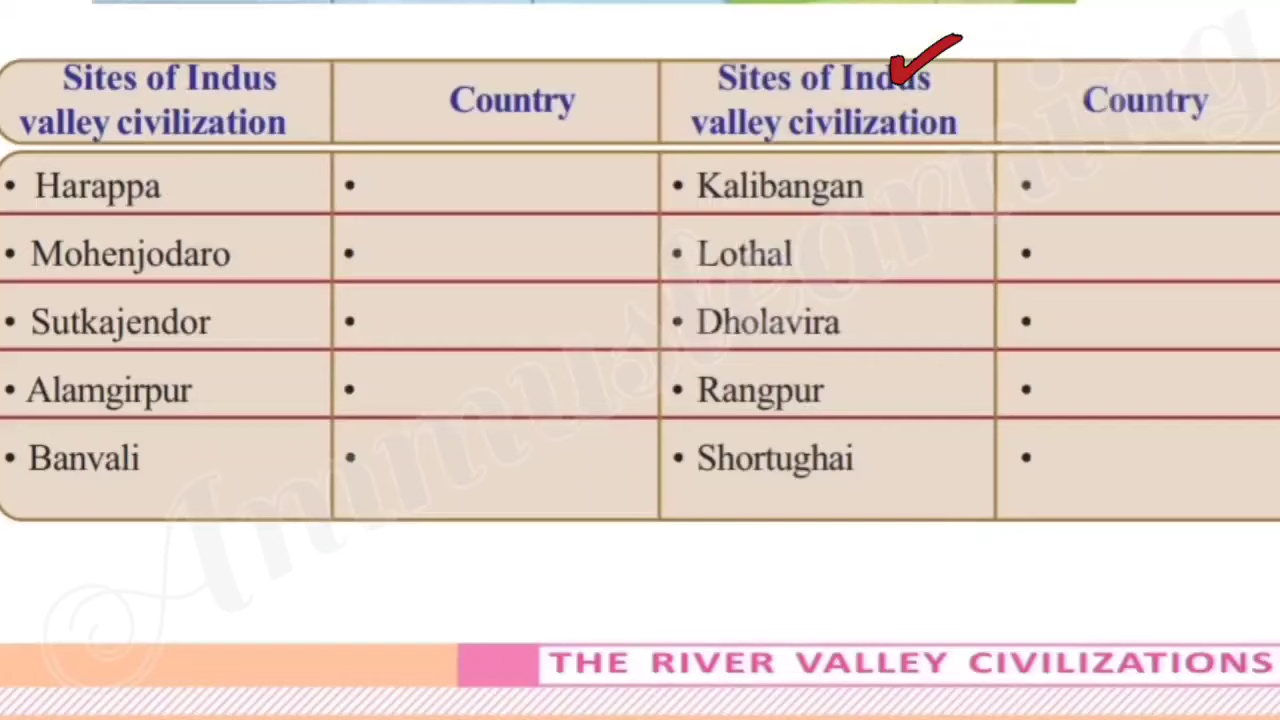 Sites of Indus valley civilization | Country | Sites of Indus valley civilization | Country
• Harappa | • | • Kalibangan | •
• Mohenjodaro | • | • Lothal | •
• Sutkajendor | • | • Dholavira | •
• Alamgirpur | • | • Rangpur | •
• Banvali | • | • Shortughai | •
THE RIVER VALLEY CIVILIZATIONS